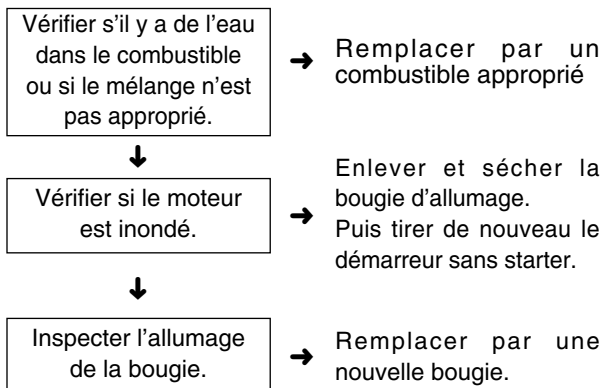 Vérifier s’il y a de l’eau
dans le combustible
ou si le mélange n’est
pas approprié.
➜ Remplacer par un
combustible approprié
Vérifier si le moteur
est inondé.
➜ Enlever et sécher la
bougie d’allumage.
Puis tirer de nouveau le
démarreur sans starter.
Inspecter l’allumage
de la bougie.
➜ Remplacer par une
nouvelle bougie.